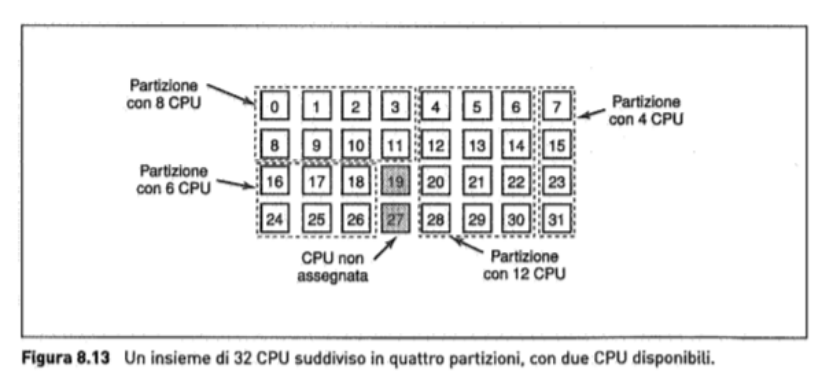 Partizione
con 8 CPU
0 1 2 3 4 5 6 7
Partizione
con 4 CPU
8 9 10 11 12 13 14 15
Partizione
con 6 CPU
16 17 18 19 20 21 22 23
24 25 26 27 28 29 30 31
CPU non
assegnata
Partizione
con 12 CPU
Figura 8.13 Un insieme di 32 CPU suddiviso in quattro partizioni, con due CPU disponibili.